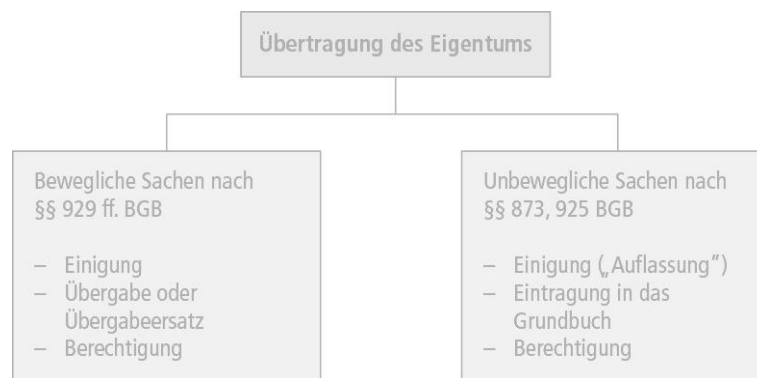 Übertragung des Eigentums
Bewegliche Sachen nach
§§ 929 ff. BGB
– Einigung
– Übergabe oder
Übergabeersatz
– Berechtigung
Unbewegliche Sachen nach
§§ 873, 925 BGB
– Einigung („Auflassung”)
– Eintragung in das
Grundbuch
– Berechtigung